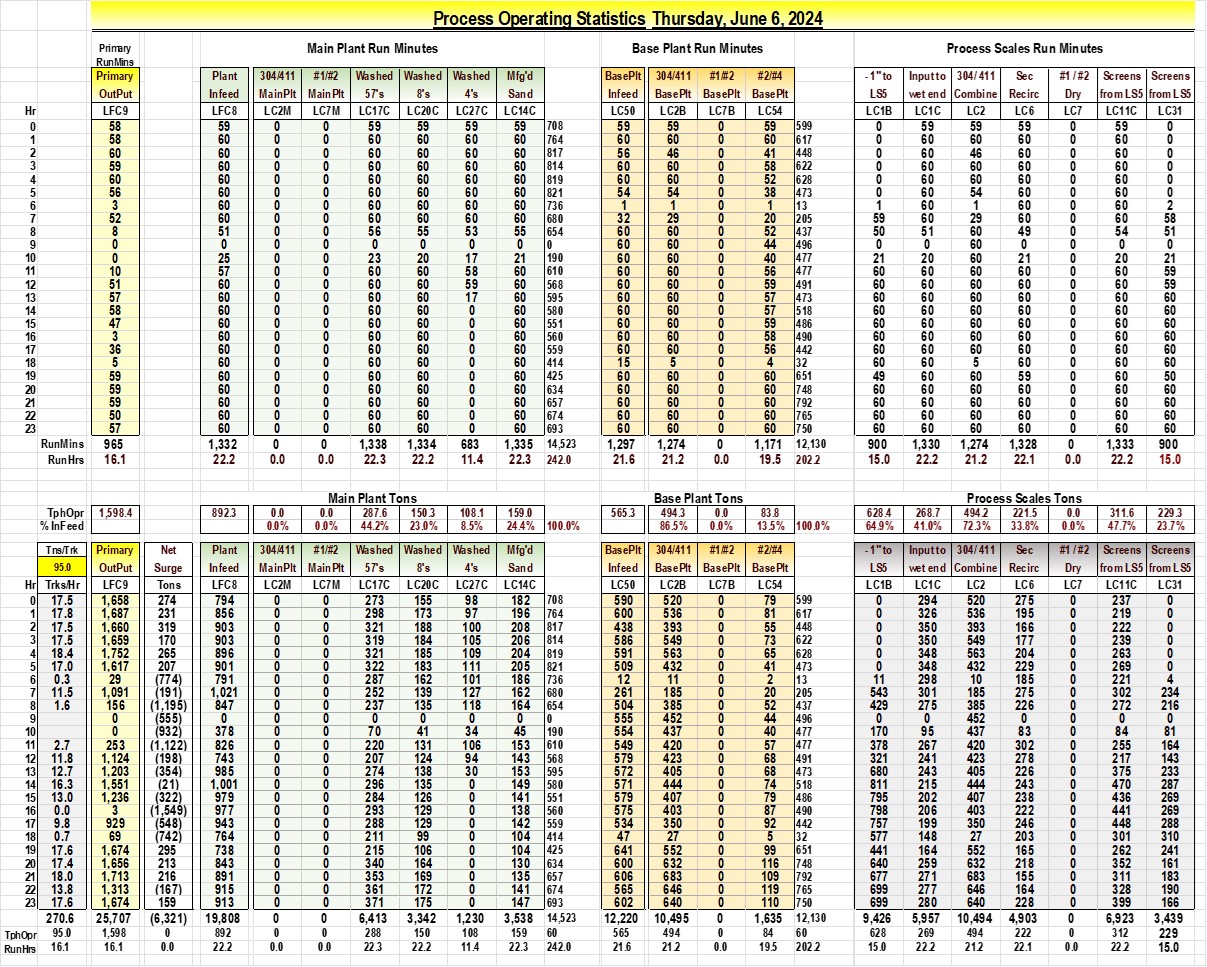 Process Operating Statistics Thursday, June 6, 2024
Primary Main Plant Run Minutes Base Plant Run Minutes Process Scales Run Minutes
RunMins
Primary Plant 304/411 #1/#2 Washed Washed Washed Mfg'd BasePlt 304/411 #1/#2 #2/#4 - 1" to Input to 304/ 411 Sec #1 / #2 Screens Screens
OutPut Infeed MainPlt MainPlt 57's 8's 4's Sand Infeed BasePlt BasePlt BasePlt LS5 wet end Combine Recirc Dry from LS5 from LS5
Hr LFC9 LFC8 LC2M LC7M LC17C LC20C LC27C LC14C LC50 LC2B LC7B LC54 LC1B LC1C LC2 LC6 LC7 LC11C LC31
0 58 59 0 0 59 59 59 59 708 59 59 0 59 599 0 59 59 59 0 59 0
1 58 60 0 0 60 60 60 60 764 60 60 0 60 617 0 60 60 60 0 60 0
2 60 60 0 0 60 60 60 60 817 56 46 0 41 448 0 60 46 60 0 60 0
3 59 60 0 0 60 60 60 60 814 60 60 0 58 622 0 60 60 60 0 60 0
4 60 60 0 0 60 60 60 60 819 60 60 0 52 628 0 60 60 60 0 60 0
5 56 60 0 0 60 60 60 60 821 54 54 0 38 473 0 60 54 60 0 60 0
6 3 60 0 0 60 60 60 60 736 1 1 0 1 13 1 60 1 60 0 60 2
7 52 60 0 0 60 60 60 60 680 32 29 0 20 205 59 60 29 60 0 60 58
8 8 51 0 0 56 55 53 55 654 60 60 0 52 437 50 51 60 49 0 54 51
9 0 0 0 0 0 0 0 0 0 60 60 0 44 496 0 0 60 0 0 0 0
10 0 25 0 0 23 20 17 21 190 60 60 0 40 477 21 20 60 21 0 20 21
11 10 57 0 0 60 60 58 60 610 60 60 0 56 477 60 60 60 60 0 60 59
12 51 60 0 0 60 60 59 60 568 60 60 0 59 491 60 60 60 60 0 60 59
13 57 60 0 0 60 60 17 60 595 60 60 0 57 473 60 60 60 60 0 60 60
14 58 60 0 0 60 60 0 60 580 60 60 0 57 518 60 60 60 60 0 60 60
15 47 60 0 0 60 60 0 60 551 60 60 0 59 486 60 60 60 60 0 60 60
16 3 60 0 0 60 60 0 60 560 60 60 0 58 490 60 60 60 60 0 60 60
17 36 60 0 0 60 60 0 60 559 60 60 0 56 442 60 60 60 60 0 60 60
18 5 60 0 0 60 60 0 60 414 15 5 0 4 32 60 60 5 60 0 60 60
19 59 60 0 0 60 60 0 60 425 60 60 0 60 651 49 60 60 59 0 60 50
20 59 60 0 0 60 60 0 60 634 60 60 0 60 748 60 60 60 60 0 60 60
21 59 60 0 0 60 60 0 60 657 60 60 0 60 792 60 60 60 60 0 60 60
22 50 60 0 0 60 60 0 60 674 60 60 0 60 765 60 60 60 60 0 60 60
23 57 60 0 0 60 60 0 60 693 60 60 0 60 750 60 60 60 60 0 60 60
RunMins 965 1,332 0 0 1,338 1,334 683 1,335 14,523 1,297 1,274 0 1,171 12,130 900 1,330 1,274 1,328 0 1,333 900
Run Hrs 16.1 22.2 0.0 0.0 22.3 22.2 11.4 22.3 242.0 21.6 21.2 0.0 19.5 202.2 15.0 22.2 21.2 22.1 0.0 22.2 15.0
Main Plant Tons Base Plant Tons Process Scales Tons
TphOpr 1,598.4 892.3 0.0 0.0 287.6 150.3 108.1 159.0 565.3 494.3 0.0 83.8 628.4 268.7 494.2 221.5 0.0 311.6 229.3
% InFeed 0.0% 0.0% 44.2% 23.0% 8.5% 24.4% 100.0% 86.5% 0.0% 13.5% 100.0% 64.9% 41.0% 72.3% 33.8% 0.0% 47.7% 23.7%
Tns/Trk Primary Net Plant 304/411 #1/#2 Washed Washed Washed Mfg'd BasePlt 304/411 #1/#2 #2/#4 - 1" to Input to 304/ 411 Sec #1 / #2 Screens Screens
95.0 OutPut Surge Infeed MainPlt MainPlt 57's 8's 4's Sand Infeed BasePlt BasePlt BasePlt LS5 wet end Combine Recirc Dry from LS5 from LS5
Hr Trks/Hr LFC9 Tons LFC8 LC2M LC7M LC17C LC20C LC27C LC14C LC50 LC2B LC7B LC54 LC1B LC1C LC2 LC6 LC7 LC11C LC31
0 17.5 1,658 274 794 0 0 273 155 98 182 708 590 520 0 79 599 0 294 520 275 0 237 0
1 17.8 1,687 231 856 0 0 298 173 97 196 764 600 536 0 81 617 0 326 536 195 0 219 0
2 17.5 1,660 319 903 0 0 321 188 100 208 817 438 393 0 55 448 0 350 393 166 0 222 0
3 17.5 1,659 170 903 0 0 319 184 105 206 814 586 549 0 73 622 0 350 549 177 0 239 0
4 18.4 1,752 265 896 0 0 321 185 109 204 819 591 563 0 65 628 0 348 563 204 0 263 0
5 17.0 1,617 207 901 0 0 322 183 111 205 821 509 432 0 41 473 0 348 432 229 0 269 0
6 0.3 29 (774) 791 0 0 287 162 101 186 736 12 11 0 2 13 11 298 10 185 0 221 4
7 11.5 1,091 (191) 1,021 0 0 252 139 127 162 680 261 185 0 20 205 543 301 185 275 0 302 234
8 1.6 156 (1,195) 847 0 0 237 135 118 164 654 504 385 0 52 437 429 275 385 226 0 272 216
9 0 (555) 0 0 0 0 0 0 0 0 555 452 0 44 496 0 0 452 0 0 0 0
10 0 (932) 378 0 0 70 41 34 45 190 554 437 0 40 477 170 95 437 83 0 84 81
11 2.7 253 (1,122) 826 0 0 220 131 106 153 610 549 420 0 57 477 378 267 420 302 0 255 164
12 11.8 1,124 (198) 743 0 0 207 124 94 143 568 579 423 0 68 491 321 241 423 278 0 217 143
13 12.7 1,203 (354) 985 0 0 274 138 30 153 595 572 405 0 68 473 680 243 405 226 0 375 233
14 16.3 1,551 (21) 1,001 0 0 296 135 0 149 580 571 444 0 74 518 811 215 444 243 0 470 287
15 13.0 1,236 (322) 979 0 0 284 126 0 141 551 579 407 0 79 486 795 202 407 238 0 436 269
16 0.0 3 (1,549) 977 0 0 293 129 0 138 560 575 403 0 87 490 798 206 403 222 0 441 269
17 9.8 929 (548) 943 0 0 288 129 0 142 559 534 350 0 92 442 757 199 350 246 0 448 288
18 0.7 69 (742) 764 0 0 211 99 0 104 414 47 27 0 5 32 577 148 27 203 0 301 310
19 17.6 1,674 295 738 0 0 215 106 0 104 425 641 552 0 99 651 441 164 552 165 0 262 241
20 17.4 1,656 213 843 0 0 340 164 0 130 634 600 632 0 116 748 640 259 632 218 0 352 161
21 18.0 1,713 216 891 0 0 353 169 0 135 657 606 683 0 109 792 677 271 683 155 0 311 183
22 13.8 1,313 (167) 915 0 0 361 172 0 141 674 565 646 0 119 765 699 277 646 164 0 328 190
23 17.6 1,674 159 913 0 0 371 175 0 147 693 602 640 0 110 750 699 280 640 228 0 399 166
270.6 25,707 (6,321) 19,808 0 0 6,413 3,342 1,230 3,538 14,523 12,220 10,495 0 1,635 12,130 9,426 5,957 10,494 4,903 0 6,923 3,439
TphOpr 95.0 1,598 0 892 0 0 288 150 108 159 60 565 494 0 84 60 628 269 494 222 0 312 229
RunHrs 16.1 16.1 0.0 22.2 0.0 0.0 22.3 22.2 11.4 22.3 242.0 21.6 21.2 0.0 19.5 202.2 15.0 22.2 21.2 22.1 0.0 22.2 15.0